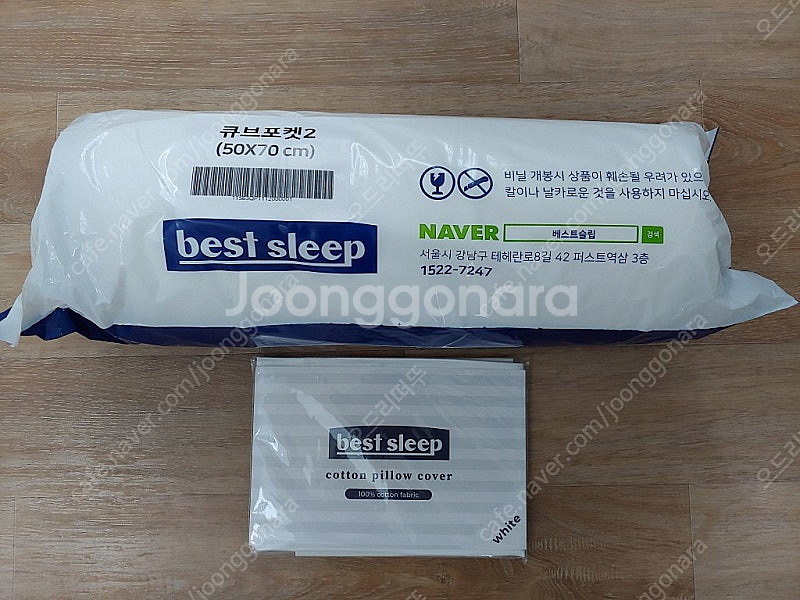 큐브포켓2
(50X70 cm)
best sleep
비닐 개봉시 상품이 훼손될 우려가 있으
칼이나 날카로운 것을 사용하지 마십시오
NAVER 베스트슬립 검색
서울시 강남구 테헤란로8길 42 퍼스트역삼 3층
1522-7247
Joonggonara
best sleep
cotton pillow cover
100% cotton fabric
white
cafe.naver.com/joonggonara